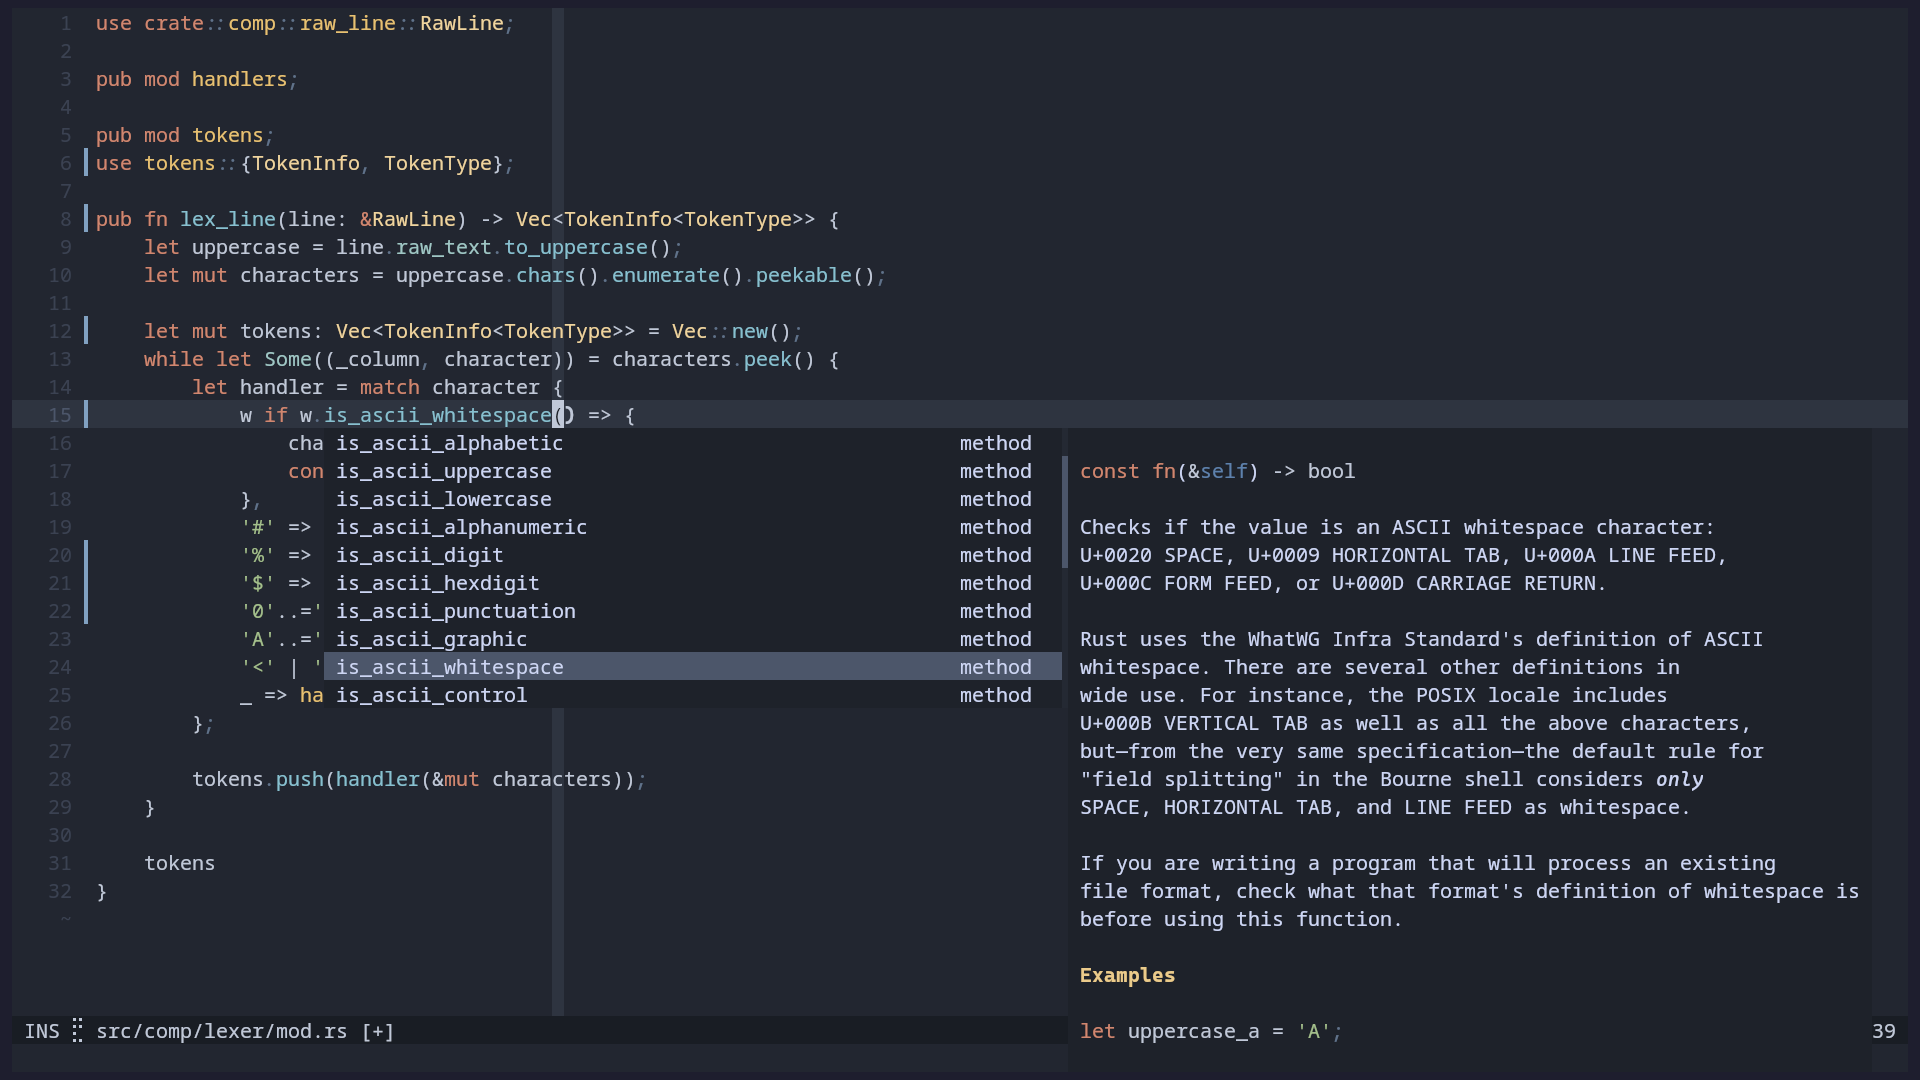 1 use crate::comp::raw_line::RawLine;
2
3 pub mod handlers;
4
5 pub mod tokens;
6 use tokens::{TokenInfo, TokenType};
7
8 pub fn lex_line(line: &RawLine) -> Vec<TokenInfo<TokenType>> {
9     let uppercase = line.raw_text.to_uppercase();
10     let mut characters = uppercase.chars().enumerate().peekable();
11
12     let mut tokens: Vec<TokenInfo<TokenType>> = Vec::new();
13     while let Some((_column, character)) = characters.peek() {
14         let handler = match character {
15             w if w.is_ascii_whitespace() => {
16                 cha
17                 con
18             },
19             '#' =>
20             '%' =>
21             '$' =>
22             '0'..='
23             'A'..='
24             '<' | '
25             _ => ha
26         };
27
28         tokens.push(handler(&mut characters));
29     }
30
31     tokens
32 }
~
is_ascii_alphabetic method
is_ascii_uppercase method
is_ascii_lowercase method
is_ascii_alphanumeric method
is_ascii_digit method
is_ascii_hexdigit method
is_ascii_punctuation method
is_ascii_graphic method
is_ascii_whitespace method
is_ascii_control method
const fn(&self) -> bool
Checks if the value is an ASCII whitespace character:
U+0020 SPACE, U+0009 HORIZONTAL TAB, U+000A LINE FEED,
U+000C FORM FEED, or U+000D CARRIAGE RETURN.
Rust uses the WhatWG Infra Standard's definition of ASCII
whitespace. There are several other definitions in
wide use. For instance, the POSIX locale includes
U+000B VERTICAL TAB as well as all the above characters,
but—from the very same specification—the default rule for
"field splitting" in the Bourne shell considers only
SPACE, HORIZONTAL TAB, and LINE FEED as whitespace.
If you are writing a program that will process an existing
file format, check what that format's definition of whitespace is
before using this function.
Examples
let uppercase_a = 'A';
INS ⣿ src/comp/lexer/mod.rs [+] 39